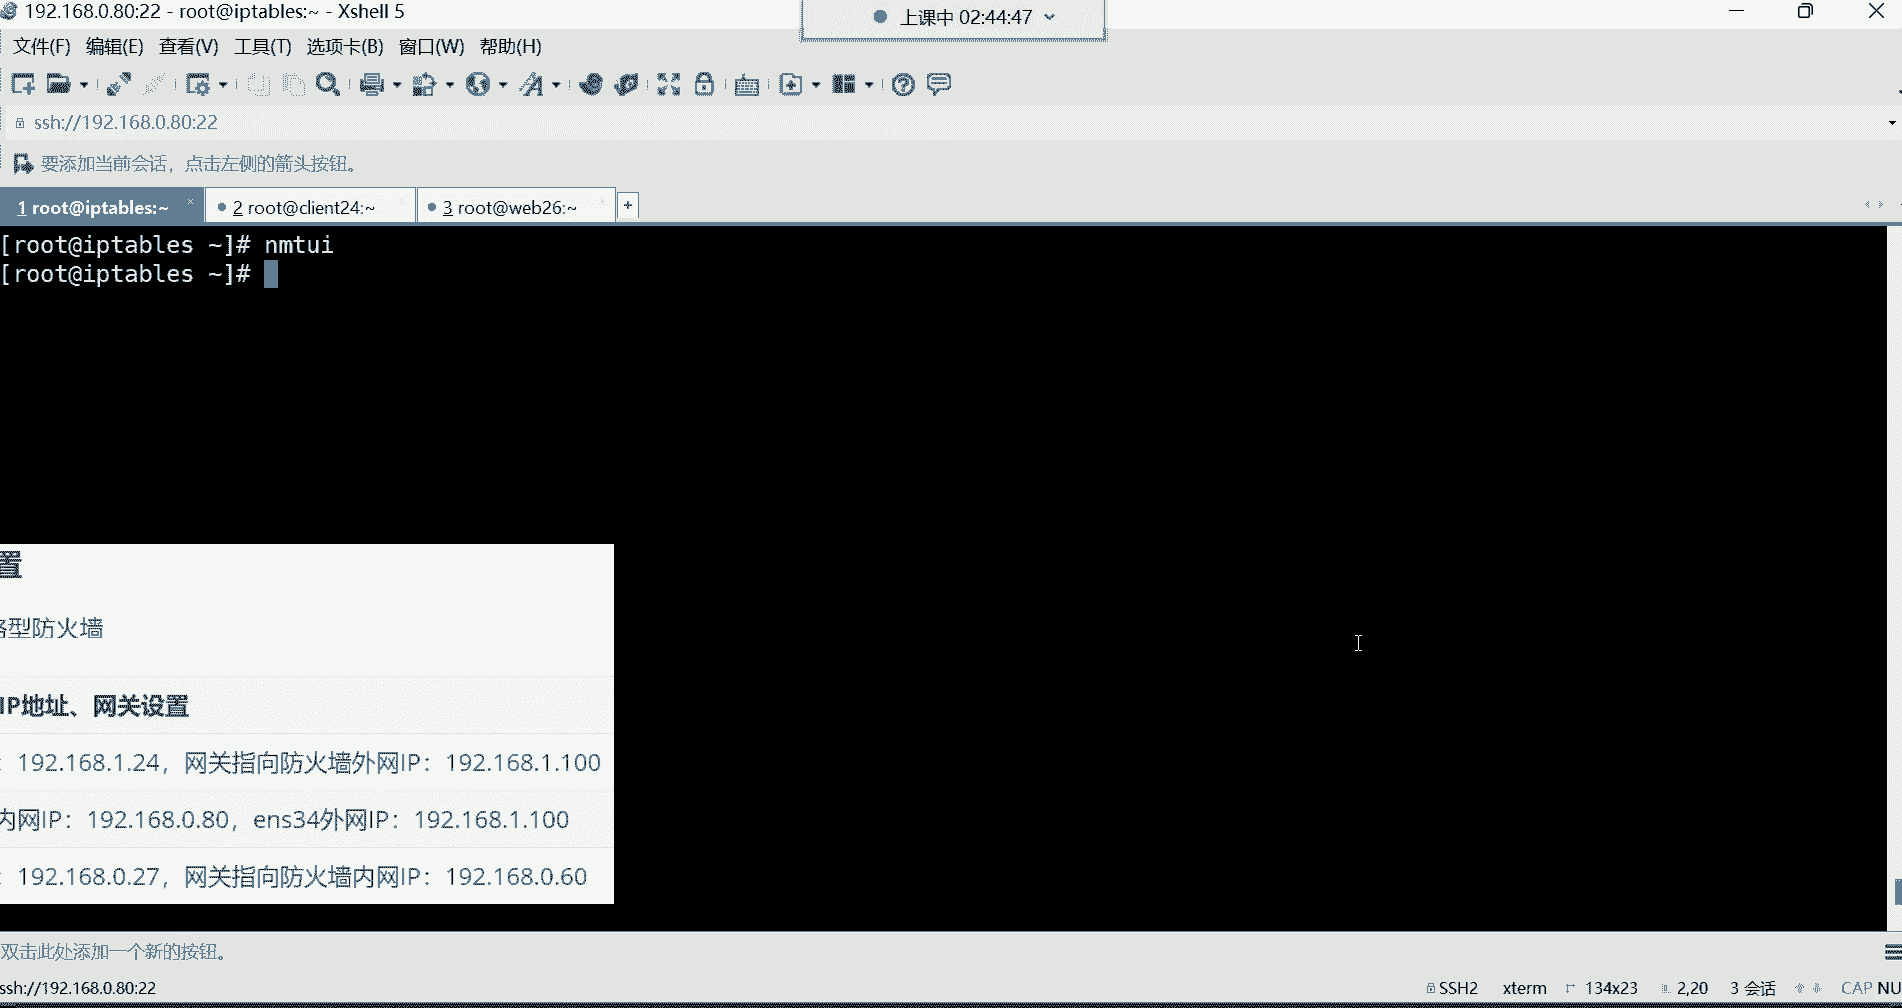 192.168.0.80:22 - root@iptables:~ - Xshell 5
上课中 02:44:47
文件(F) 编辑(E) 查看(V) 工具(T) 选项卡(B) 窗口(W) 帮助(H)
ssh://192.168.0.80:22
要添加当前会话，点击左侧的箭头按钮。
1 root@iptables:~ 2 root@client24:~ 3 root@web26:~
[root@iptables ~]# nmtui
[root@iptables ~]#
置
型防火墙
IP地址、网关设置
：192.168.1.24，网关指向防火墙外网IP：192.168.1.100
内网IP：192.168.0.80，ens34外网IP：192.168.1.100
：192.168.0.27，网关指向防火墙内网IP：192.168.0.60
双击此处添加一个新的按钮。
ssh://192.168.0.80:22 SSH2 xterm 134x23 2,20 3 会话 CAP NU